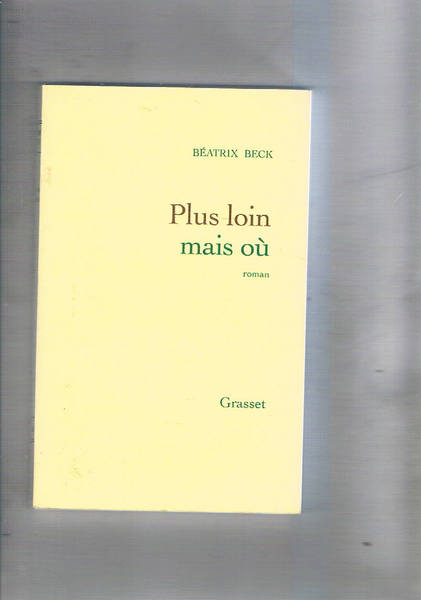 BÉATRIX BECK
Plus loin
mais où
roman
Grasset